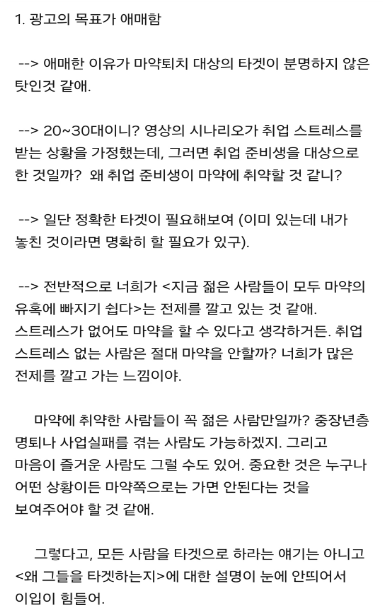 1. 광고의 목표가 애매함
--> 애매한 이유가 마약퇴치 대상의 타겟이 분명하지 않은
탓인것 같애.
--> 20~30대이니? 영상의 시나리오가 취업 스트레스를
받는 상황을 가정했는데, 그러면 취업 준비생을 대상으로
한 것일까? 왜 취업 준비생이 마약에 취약할 것 같니?
--> 일단 정확한 타겟이 필요해보여 (이미 있는데 내가
놓친 것이라면 명확히 할 필요가 있구).
--> 전반적으로 너희가 <지금 젊은 사람들이 모두 마약의
유혹에 빠지기 쉽다>는 전제를 깔고 있는 것 같애.
스트레스가 없어도 마약을 할 수 있다고 생각하거든. 취업
스트레스 없는 사람은 절대 마약을 안할까? 너희가 많은
전제를 깔고 가는 느낌이야.
마약에 취약한 사람들이 꼭 젊은 사람만일까? 중장년층
명퇴나 사업실패를 겪는 사람도 가능하겠지. 그리고
마음이 즐거운 사람도 그럴 수도 있어. 중요한 것은 누구나
어떤 상황이든 마약쪽으로는 가면 안된다는 것을
보여주어야 할 것 같애.
그렇다고, 모든 사람을 타겟으로 하라는 얘기는 아니고
<왜 그들을 타겟하는지>에 대한 설명이 눈에 안띄어서
이입이 힘들어.